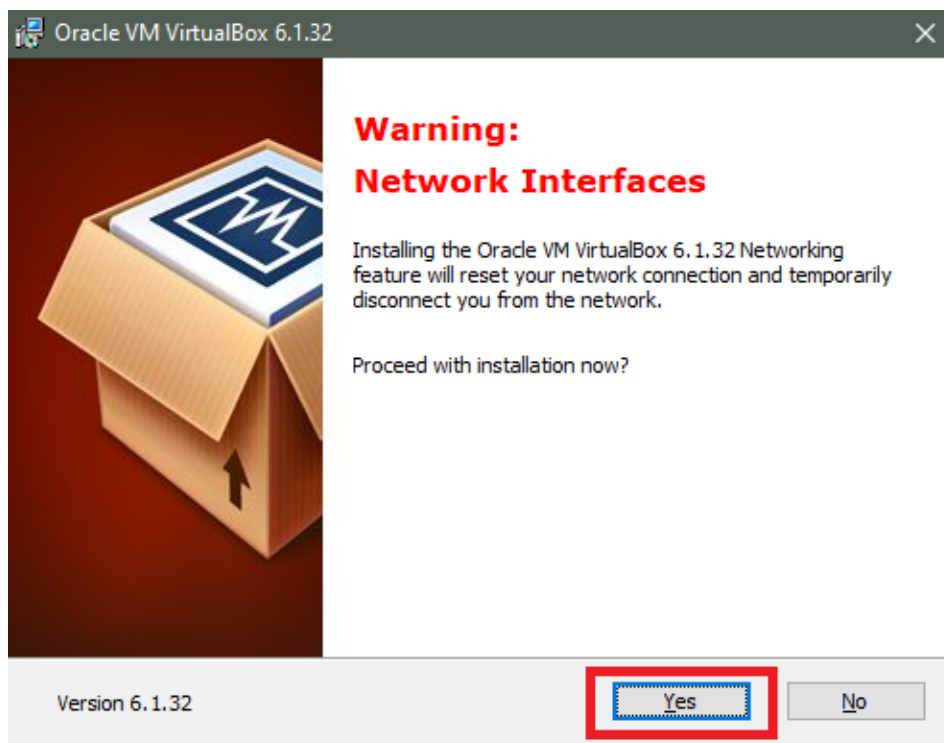 Oracle VM VirtualBox 6.1.32
Warning:
Network Interfaces
Installing the Oracle VM VirtualBox 6.1.32 Networking
feature will reset your network connection and temporarily
disconnect you from the network.
Proceed with installation now?
Version 6.1.32
Yes
No